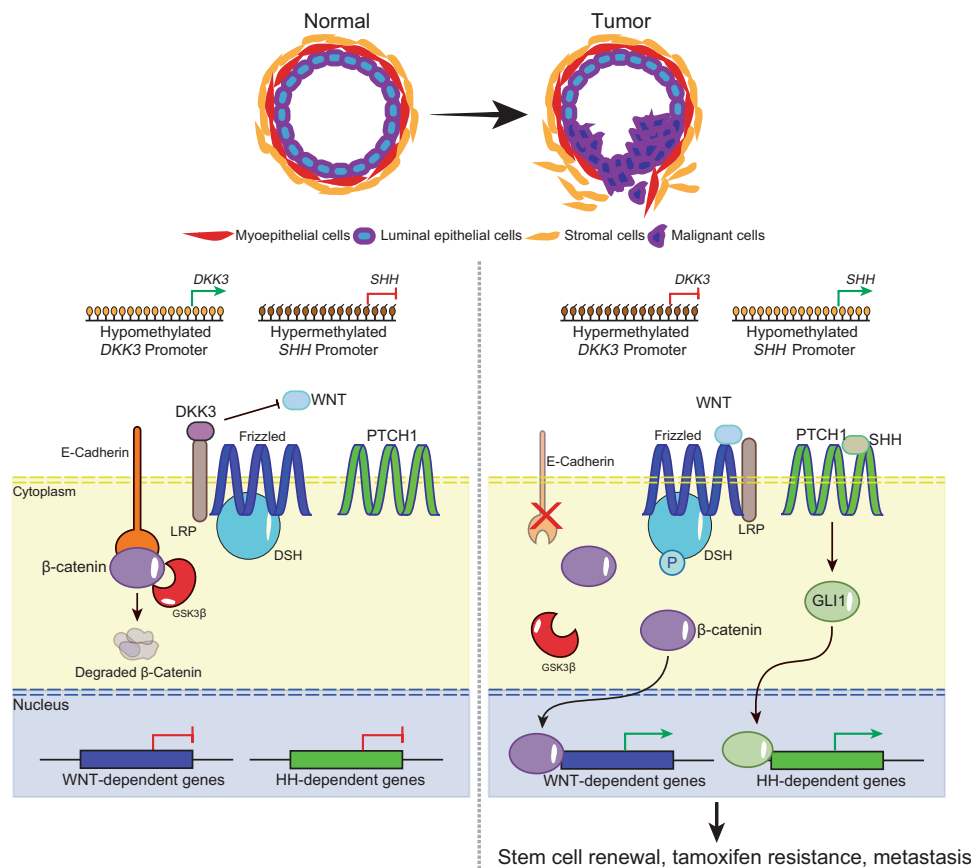 Normal
Tumor
Myoepithelial cells
Luminal epithelial cells
Stromal cells
Malignant cells
DKK3
SHH
Hypomethylated
DKK3 Promoter
Hypermethylated
SHH Promoter
DKK3
WNT
E-Cadherin
Frizzled
PTCH1
Cytoplasm
LRP
DSH
β-catenin
GSK3β
Degraded β-Catenin
Nucleus
WNT-dependent genes
HH-dependent genes
DKK3
SHH
Hypermethylated
DKK3 Promoter
Hypomethylated
SHH Promoter
WNT
E-Cadherin
Frizzled
PTCH1
SHH
LRP
DSH
P
GLI1
β-catenin
GSK3β
WNT-dependent genes
HH-dependent genes
Stem cell renewal, tamoxifen resistance, metastasis